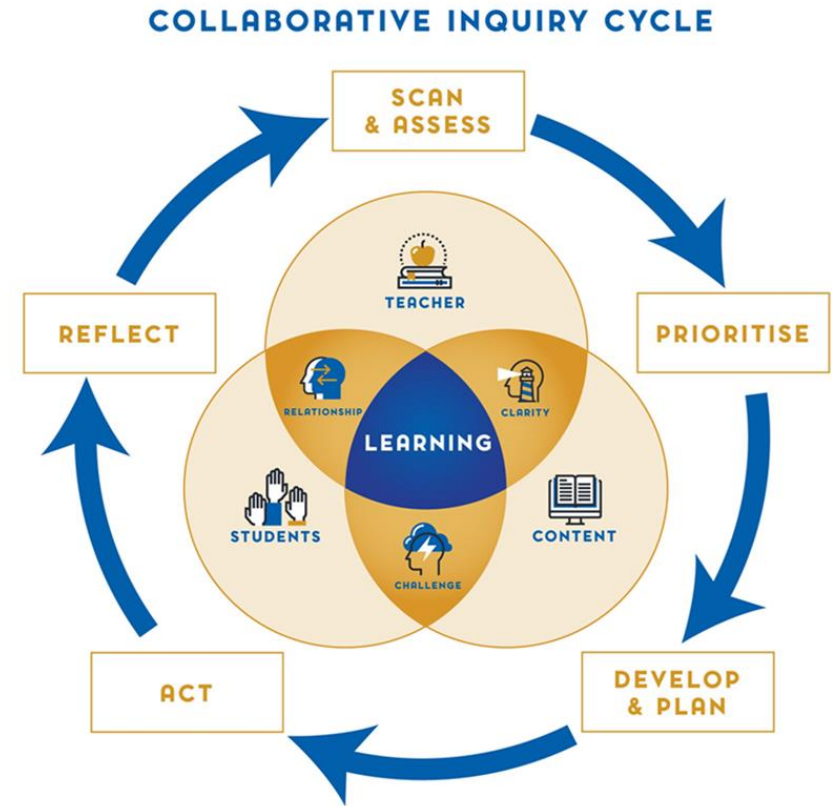 COLLABORATIVE INQUIRY CYCLE
SCAN
& ASSESS
PRIORITISE
DEVELOP
& PLAN
ACT
REFLECT
TEACHER
RELATIONSHIP
CLARITY
LEARNING
STUDENTS
CONTENT
CHALLENGE